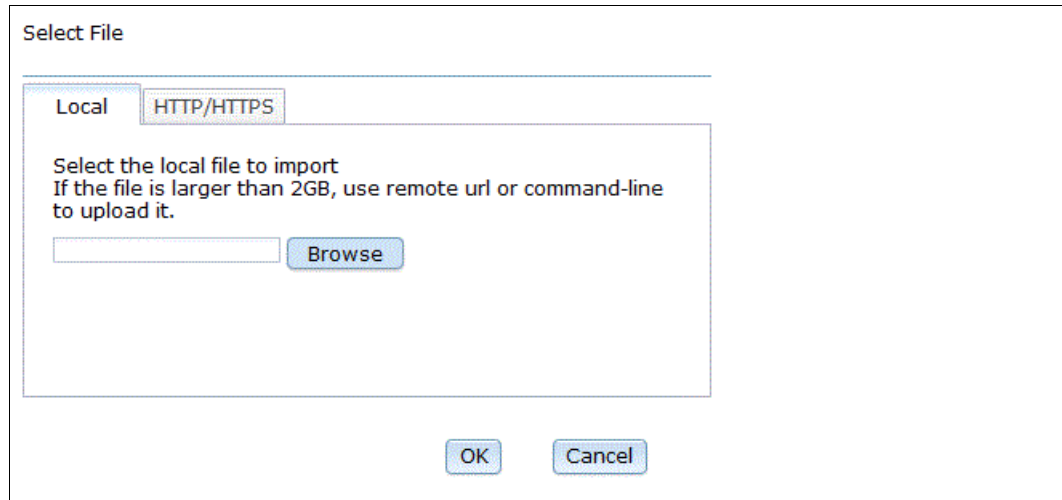 Select File
Local HTTP/HTTPS
Select the local file to import
If the file is larger than 2GB, use remote url or command-line
to upload it.
Browse
OK Cancel